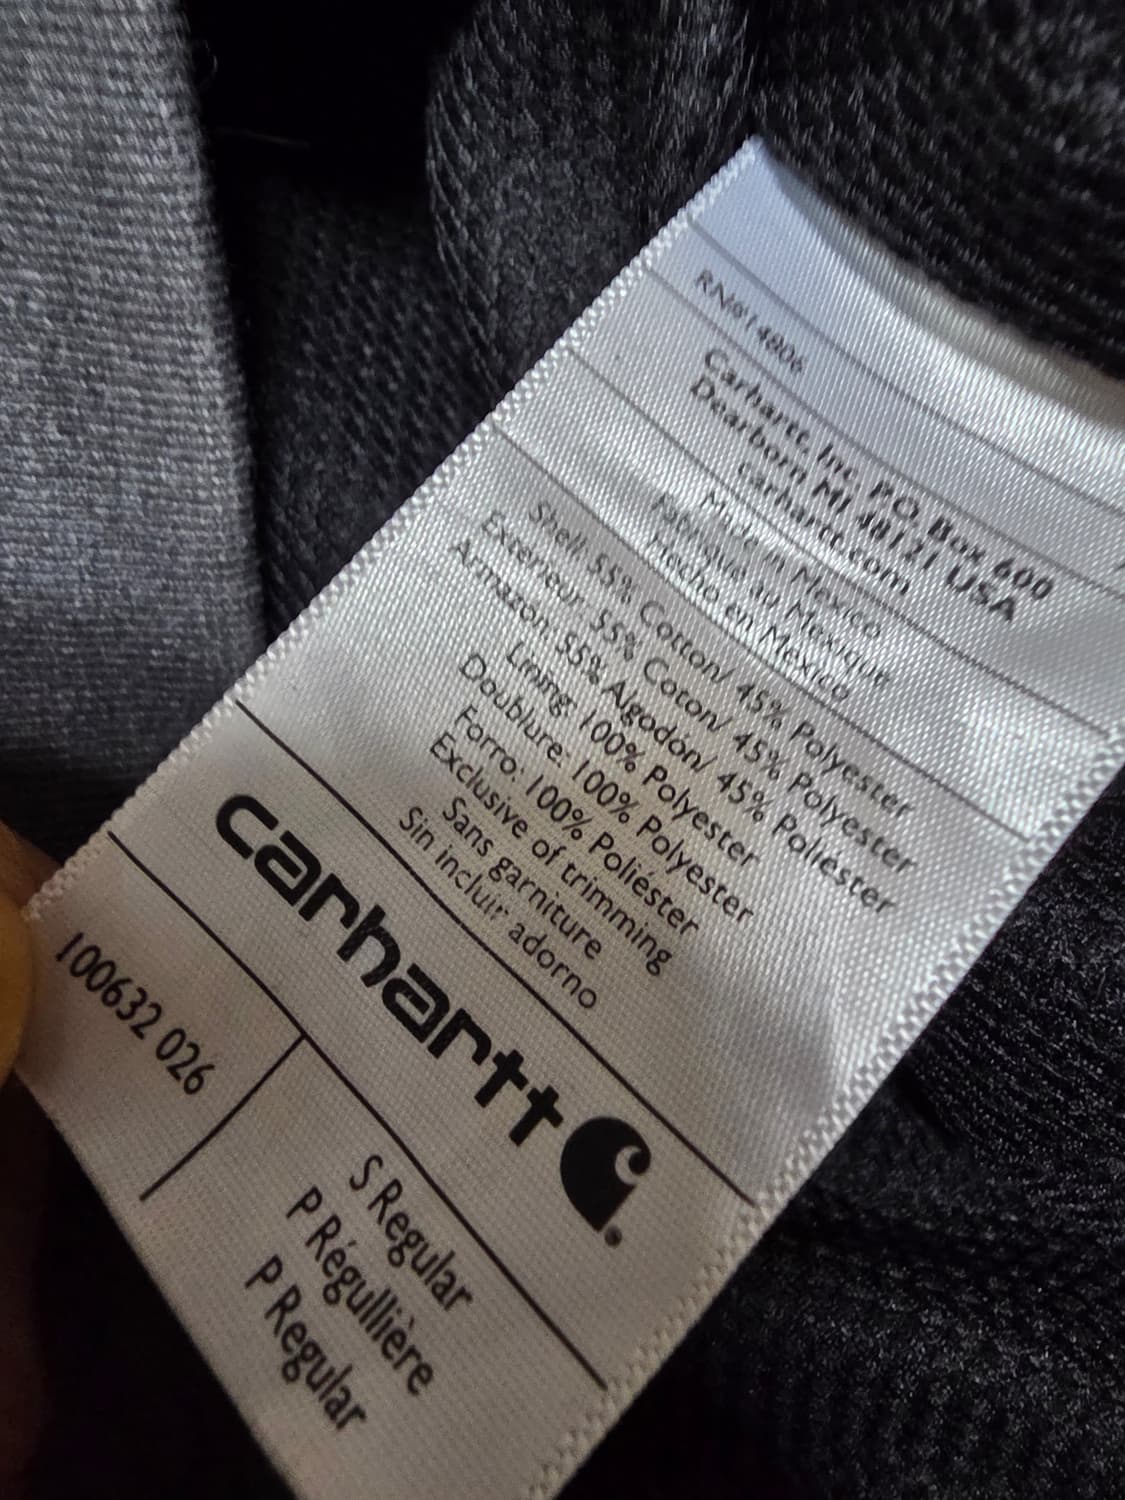 RN#14806
Carhartt, Inc. P.O. Box 600
Dearborn MI 48121 USA
carhartt.com
Made in Mexico
Fabriqué au Mexique
Hecho en México
Shell: 55% Cotton/ 45% Polyester
Exterieur: 55% Coton/ 45% Polyester
Armazon: 55% Algodón/ 45% Poliéster
Lining: 100% Polyester
Doublure: 100% Polyester
Forro: 100% Poliéster
Exclusive of trimming
Sans garniture
Sin incluir adorno
carhartt
100632 026
S Regular
P Régullière
P Regular